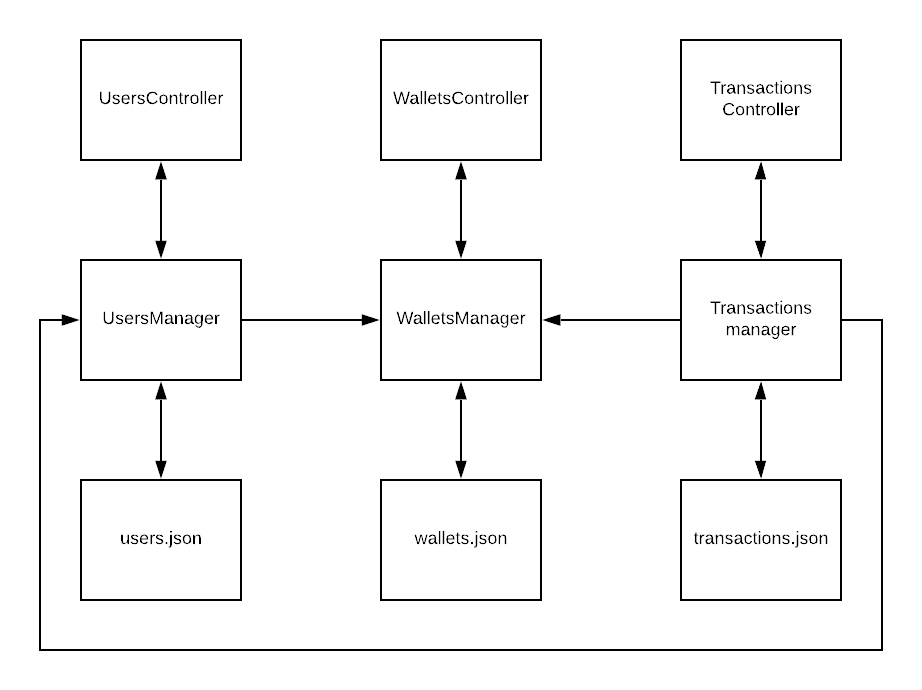 UsersController
WalletsController
Transactions
Controller
UsersManager
WalletsManager
Transactions
manager
users.json
wallets.json
transactions.json